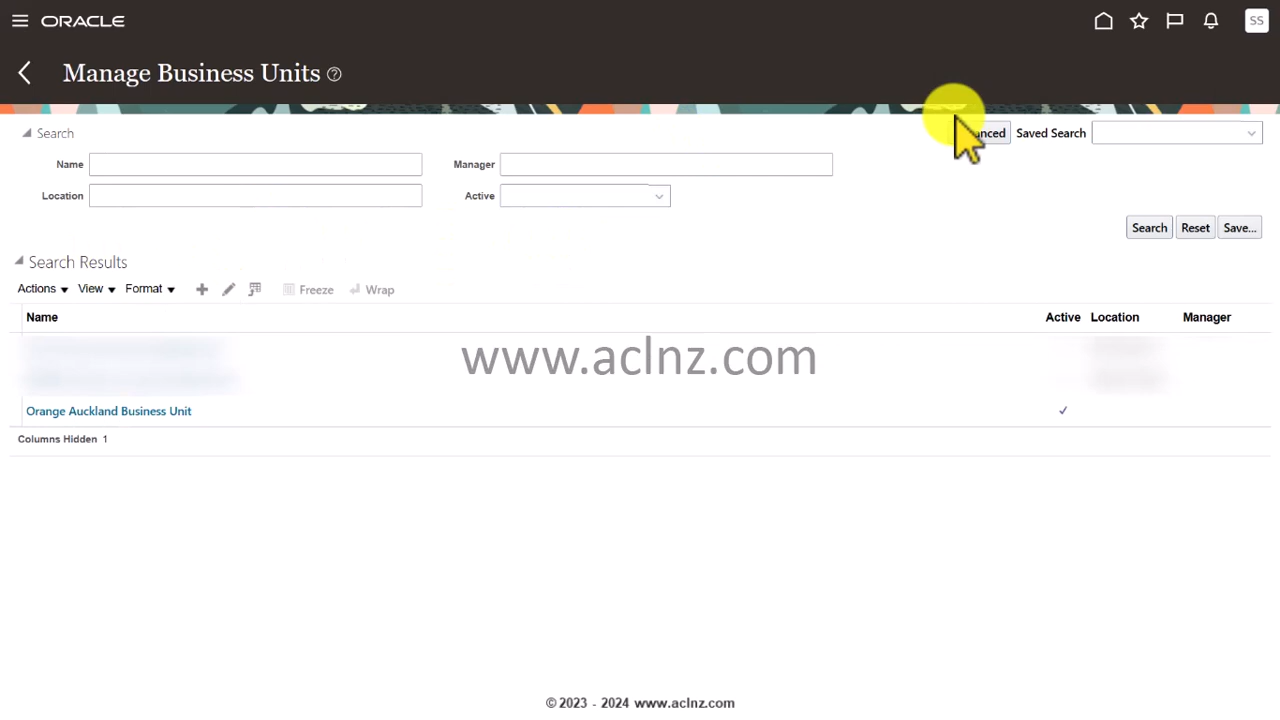 ORACLE
SS
Manage Business Units
Search
Saved Search
Name
Manager
Location
Active
Search Reset Save...
Search Results
Actions View Format Freeze Wrap
Name Active Location Manager
www.aclnz.com
Orange Auckland Business Unit
Columns Hidden 1
© 2023 - 2024 www.aclnz.com